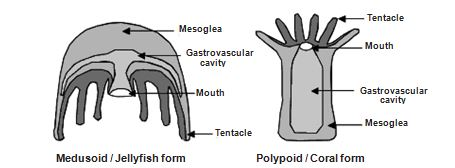 Mesoglea
Gastrovascular
cavity
Mouth
Tentacle
Medusoid / Jellyfish form
Tentacle
Mouth
Gastrovascular
cavity
Mesoglea
Polypoid / Coral form